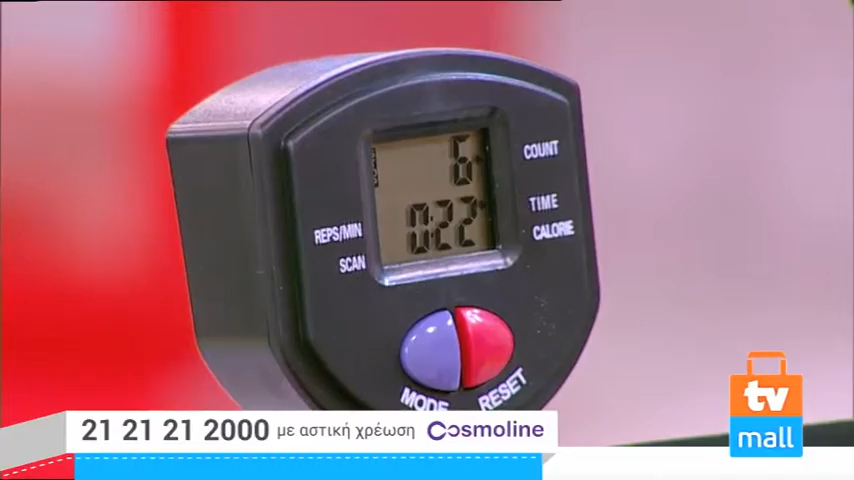 6
COUNT
0:22
TIME
REPS/MIN
CALORIE
SCAN
MODE
RESET
tv
mall
21 21 21 2000 με αστική χρέωση Cosmoline